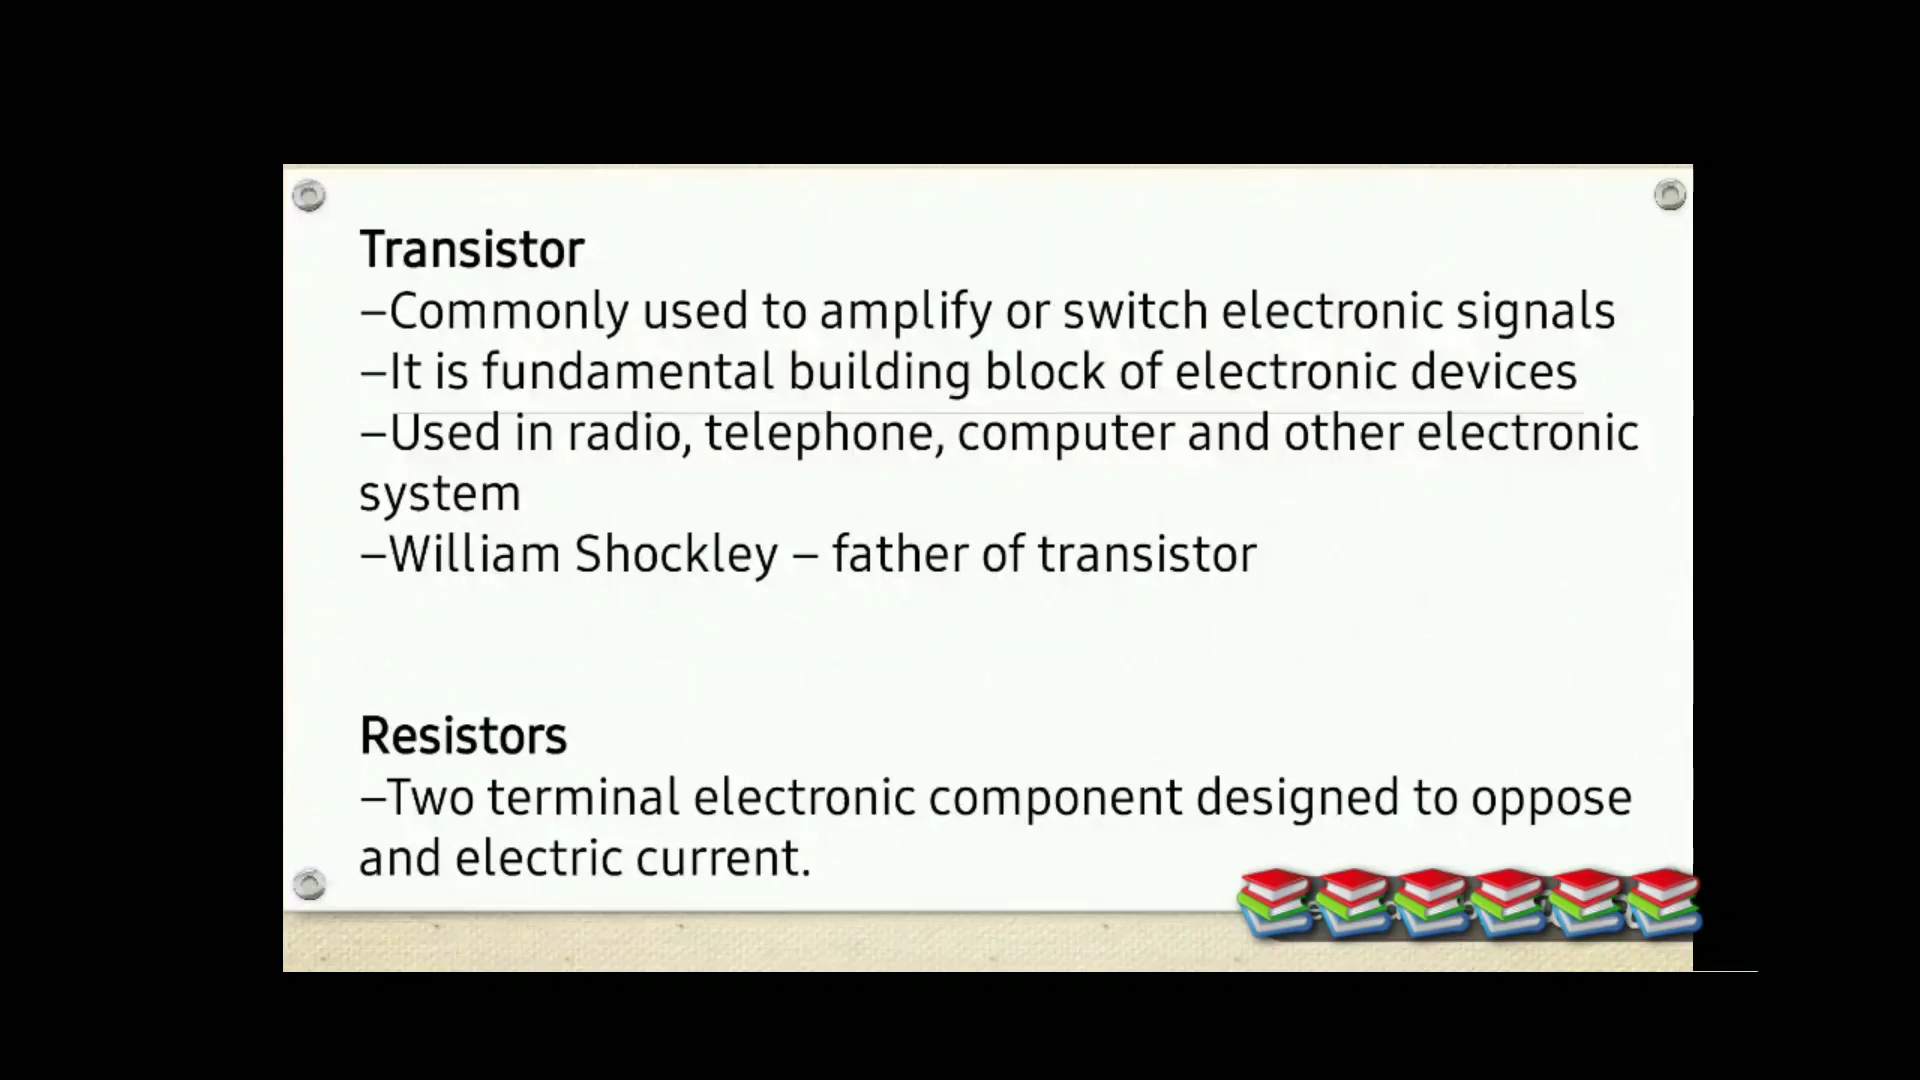 Transistor
–Commonly used to amplify or switch electronic signals
–It is fundamental building block of electronic devices
–Used in radio, telephone, computer and other electronic
system
–William Shockley – father of transistor
Resistors
–Two terminal electronic component designed to oppose
and electric current.